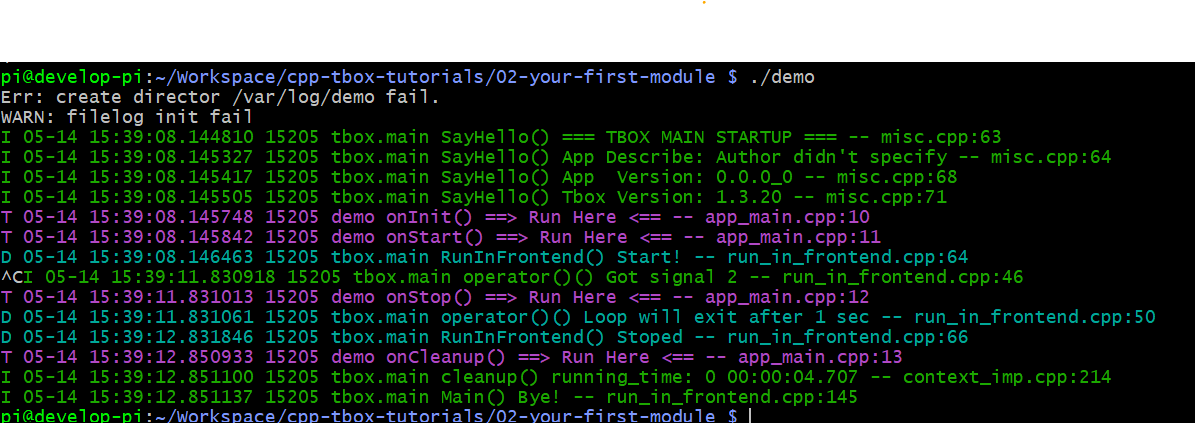 pi@develop-pi:~/Workspace/cpp-tbox-tutorials/02-your-first-module $ ./demo
Err: create director /var/log/demo fail.
WARN: filelog init fail
I 05-14 15:39:08.144810 15205 tbox.main SayHello() === TBOX MAIN STARTUP === -- misc.cpp:63
I 05-14 15:39:08.145327 15205 tbox.main SayHello() App Describe: Author didn't specify -- misc.cpp:64
I 05-14 15:39:08.145417 15205 tbox.main SayHello() App  Version: 0.0.0_0 -- misc.cpp:68
I 05-14 15:39:08.145505 15205 tbox.main SayHello() Tbox Version: 1.3.20 -- misc.cpp:71
T 05-14 15:39:08.145748 15205 demo onInit() ==> Run Here <== -- app_main.cpp:10
T 05-14 15:39:08.145842 15205 demo onStart() ==> Run Here <== -- app_main.cpp:11
D 05-14 15:39:08.146463 15205 tbox.main RunInFrontend() Start! -- run_in_frontend.cpp:64
^CI 05-14 15:39:11.830918 15205 tbox.main operator()() Got signal 2 -- run_in_frontend.cpp:46
T 05-14 15:39:11.831013 15205 demo onStop() ==> Run Here <== -- app_main.cpp:12
D 05-14 15:39:11.831061 15205 tbox.main operator()() Loop will exit after 1 sec -- run_in_frontend.cpp:50
D 05-14 15:39:12.831846 15205 tbox.main RunInFrontend() Stoped -- run_in_frontend.cpp:66
T 05-14 15:39:12.850933 15205 demo onCleanup() ==> Run Here <== -- app_main.cpp:13
I 05-14 15:39:12.851100 15205 tbox.main cleanup() running_time: 0 00:00:04.707 -- context_imp.cpp:214
I 05-14 15:39:12.851137 15205 tbox.main Main() Bye! -- run_in_frontend.cpp:145
pi@develop-pi:~/Workspace/cpp-tbox-tutorials/02-your-first-module $